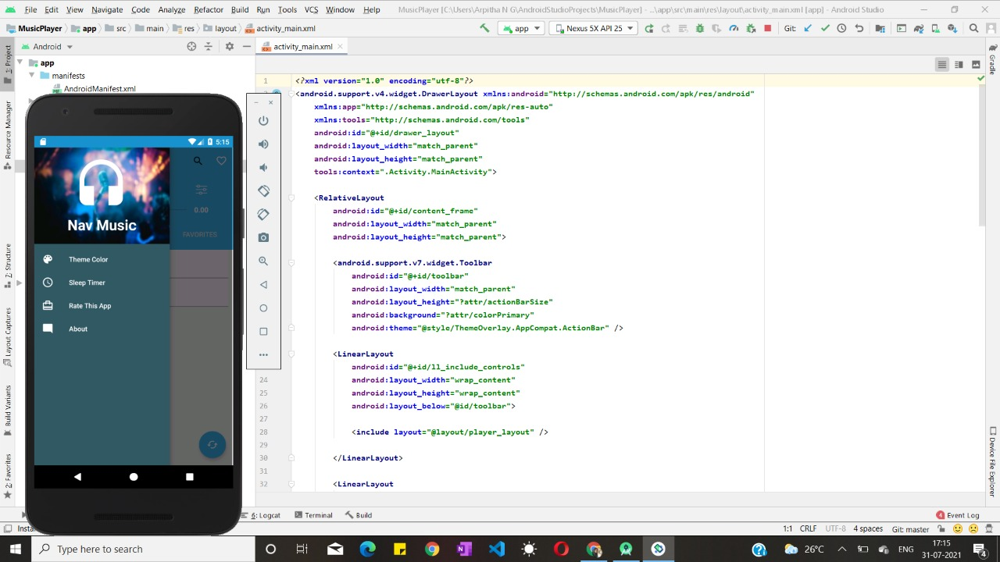 File Edit View Navigate Code Analyze Refactor Build Run Tools VCS Window Help MusicPlayer [C:\Users\Arpitha N G\AndroidStudioProjects\MusicPlayer] - ...\app\src\main\res\layout\activity_main.xml [app] - Android Studio
MusicPlayer app src main res layout activity_main.xml app Nexus 5X API 25 Git:
Android activity_main.xml
1: Project
Resource Manager
Z: Structure
Layout Captures
Build Variants
2: Favorites
app
manifests
AndroidManifest.xml
5:15
0.00
FAVORITES
Nav Music
Theme Color
Sleep Timer
Rate This App
About
1 <?xml version="1.0" encoding="utf-8"?>
<android.support.v4.widget.DrawerLayout xmlns:android="http://schemas.android.com/apk/res/android"
xmlns:app="http://schemas.android.com/apk/res-auto"
xmlns:tools="http://schemas.android.com/tools"
android:id="@+id/drawer_layout"
android:layout_width="match_parent"
android:layout_height="match_parent"
tools:context=".Activity.MainActivity">
<RelativeLayout
android:id="@+id/content_frame"
android:layout_width="match_parent"
android:layout_height="match_parent">
<android.support.v7.widget.Toolbar
android:id="@+id/toolbar"
android:layout_width="match_parent"
android:layout_height="?attr/actionBarSize"
android:background="?attr/colorPrimary"
android:theme="@style/ThemeOverlay.AppCompat.ActionBar" />
<LinearLayout
android:id="@+id/ll_include_controls"
24 android:layout_width="wrap_content"
25 android:layout_height="wrap_content"
26 android:layout_below="@id/toolbar">
27
28 <include layout="@layout/player_layout" />
29
30 </LinearLayout>
31
32 <LinearLayout
Gradle
Device File Explorer
6: Logcat Terminal Build 4 Event Log
Insta 1:1 CRLF UTF-8 4 spaces Git: master
Type here to search 26°C ENG 17:15
31-07-2021 4